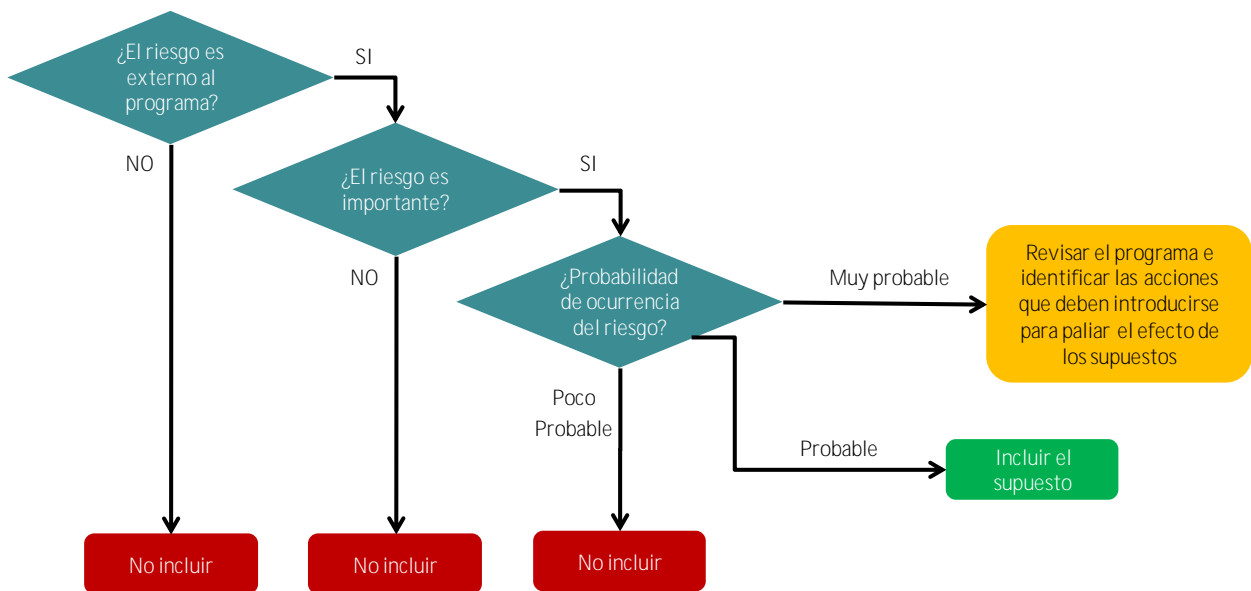 ¿El riesgo es
externo al
programa?
SI
NO
¿El riesgo es
importante?
SI
NO
¿Probabilidad
de ocurrencia
del riesgo?
Muy probable
Revisar el programa e
identificar las acciones
que deben introducirse
para paliar el efecto de
los supuestos
Poco
Probable
Probable
Incluir el
supuesto
No incluir
No incluir
No incluir